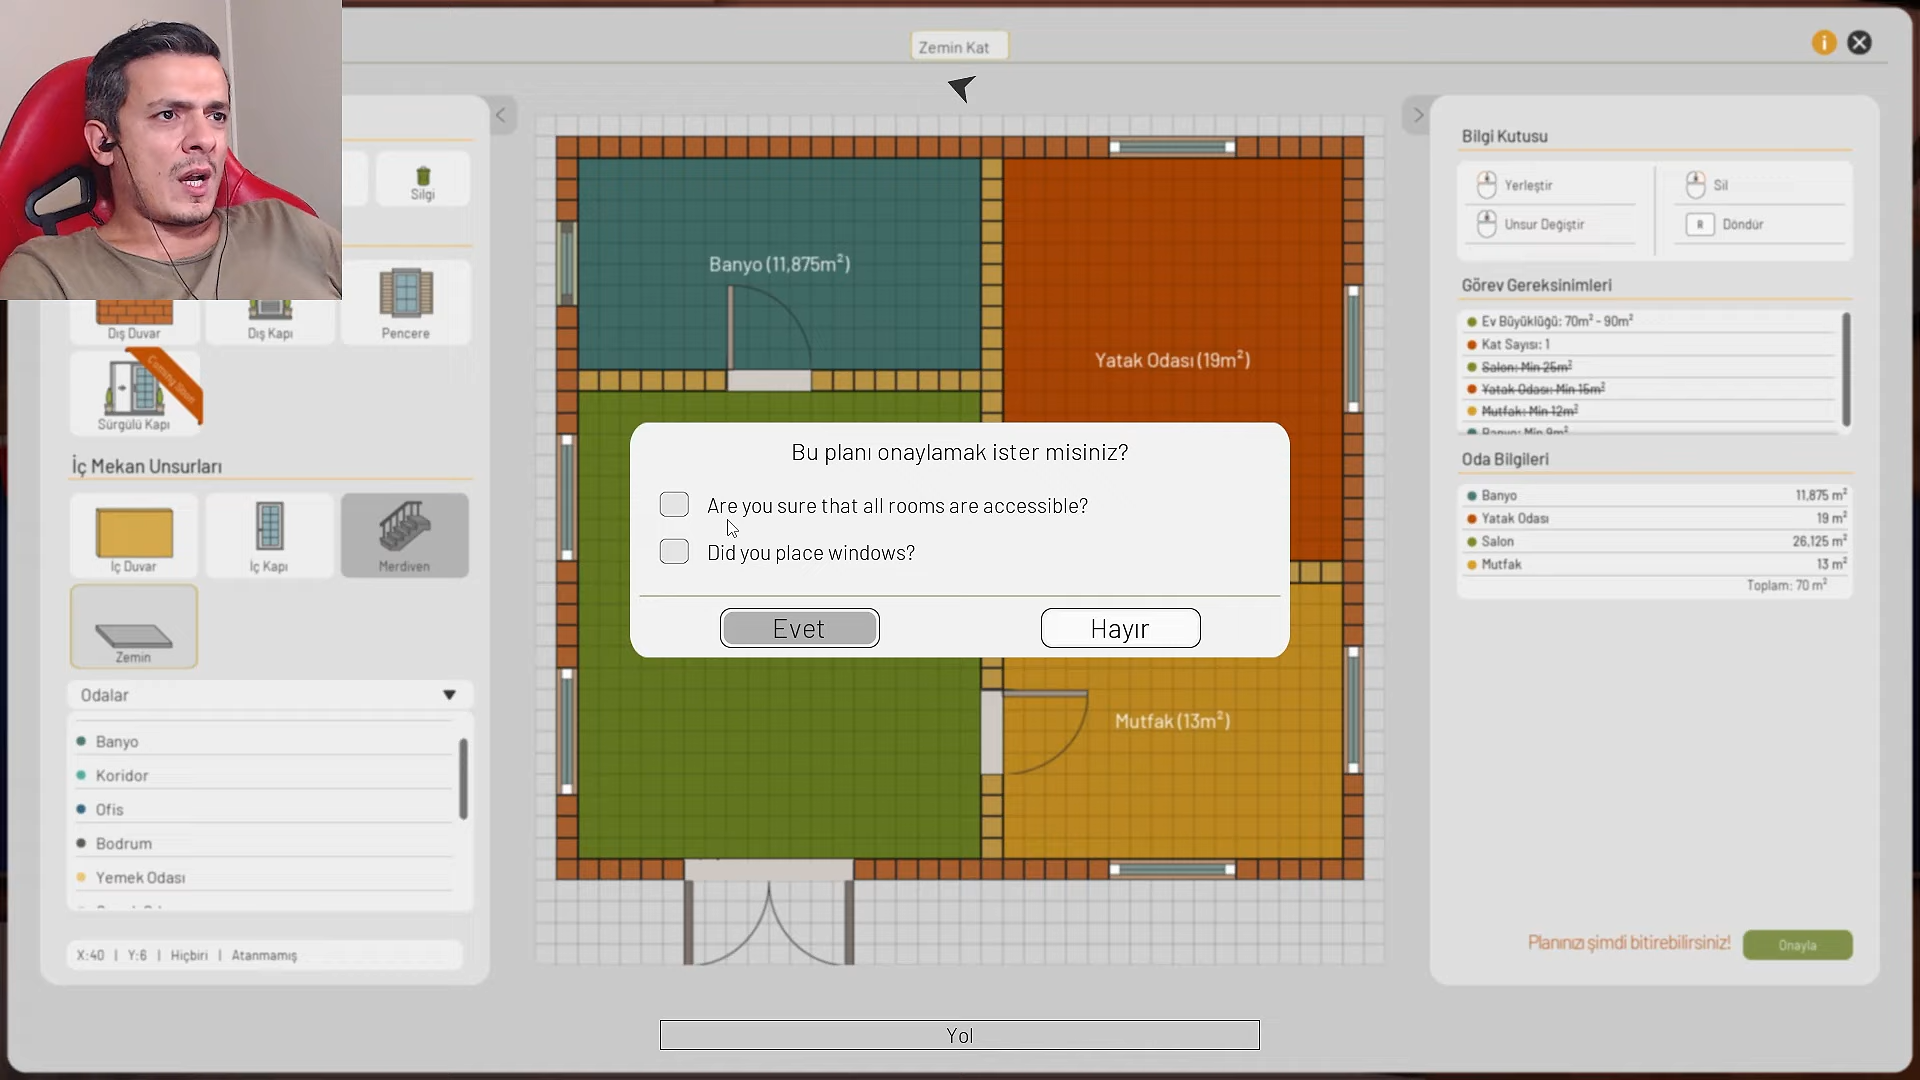 Zemin Kat
i
Silgi
Dış Duvar
Dış Kapı
Pencere
Coming Soon!
Sürgülü Kapı
İç Mekan Unsurları
İç Duvar
İç Kapı
Merdiven
Zemin
Odalar
Banyo
Koridor
Ofis
Bodrum
Yemek Odası
X:40 | Y:6 | Hiçbiri | Atanmamış
Banyo (11,875m²)
Yatak Odası (19m²)
Mutfak (13m²)
Bu planı onaylamak ister misiniz?
Are you sure that all rooms are accessible?
Did you place windows?
Evet
Hayır
Yol
Bilgi Kutusu
Yerleştir
Sil
Unsur Değiştir
R Döndür
Görev Gereksinimleri
Ev Büyüklüğü: 70m² - 90m²
Kat Sayısı: 1
Salon: Min 25m²
Yatak Odası: Min 15m²
Mutfak: Min 12m²
Banyo: Min 9m²
Oda Bilgileri
Banyo 11,875 m²
Yatak Odası 19 m²
Salon 26,125 m²
Mutfak 13 m²
Toplam: 70 m²
Planınızı şimdi bitirebilirsiniz!
Onayla